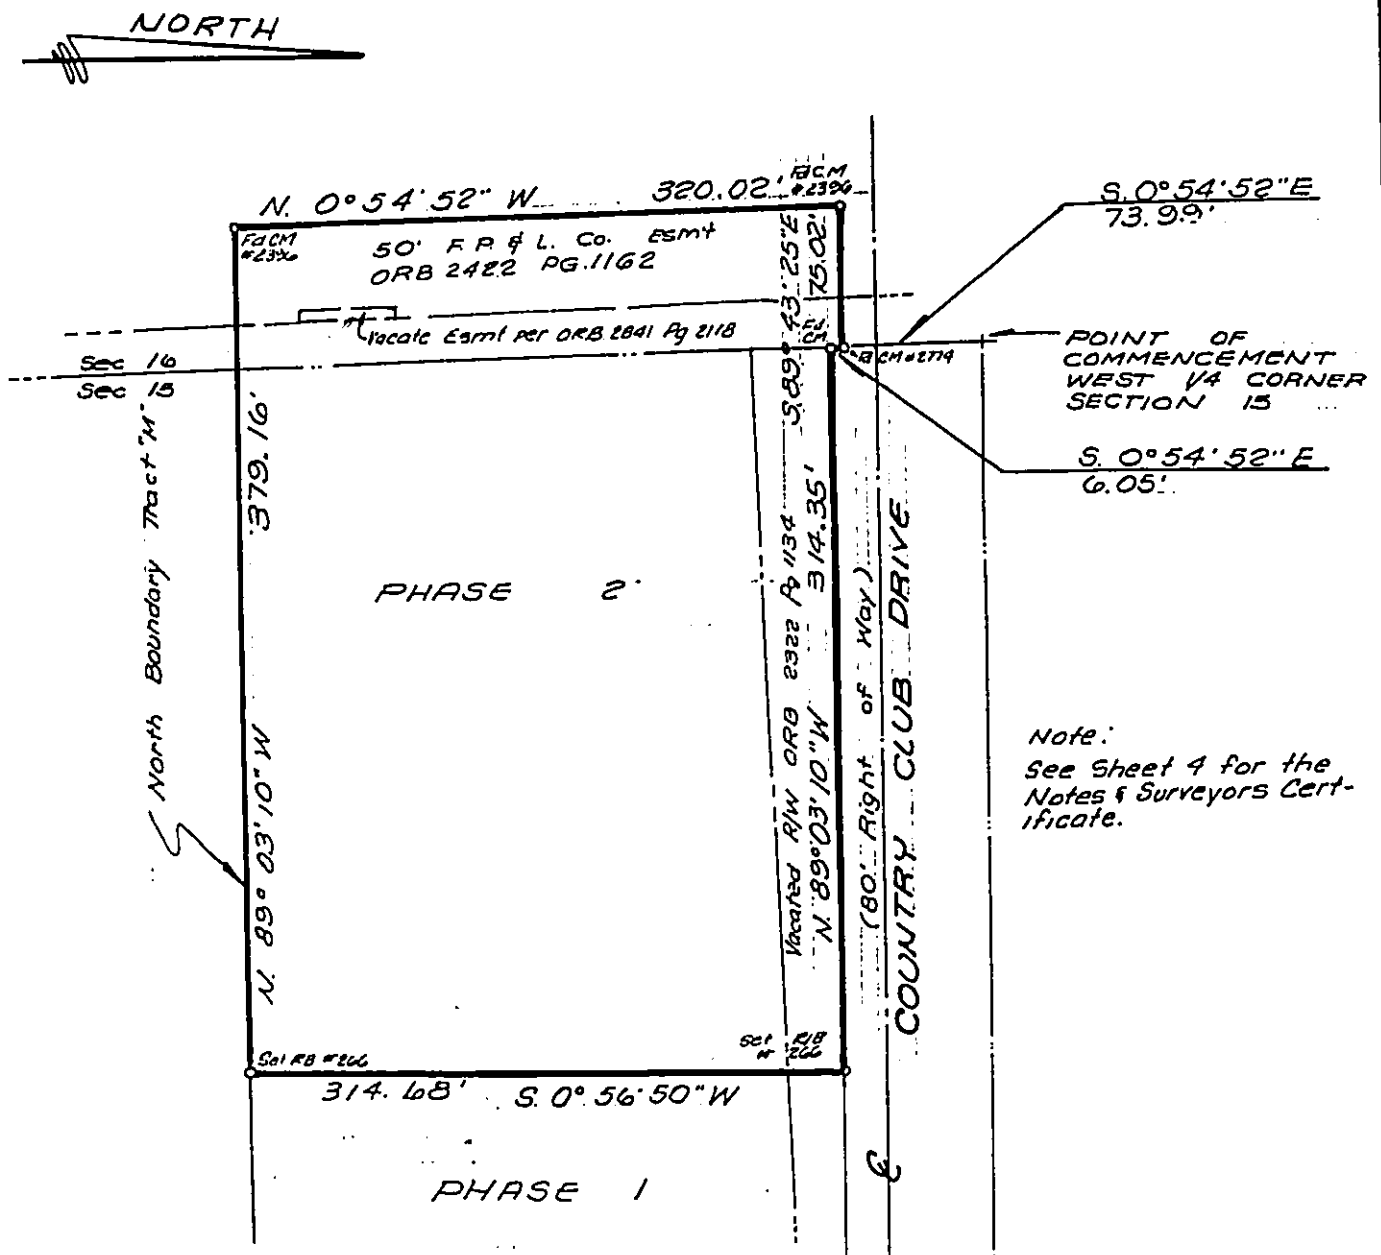 NORTH
N. 0°54'52" W 320.02'
Fd CM
#2396
S. 0°54'52"E
73.99'
Fd CM
#2396
50' F. P. & L. Co. Esmt
ORB 2422 PG. 1162
S.89°43'25"E
75.02'
Vacate Esmt per ORB 2841 Pg 2118
Fd
CM
CM #2774
POINT OF
COMMENCEMENT
WEST 1/4 CORNER
SECTION 15
Sec 16
Sec 15
S. 0°54'52" E
6.05'
North Boundary Tract "M"
N. 89° 03' 10" W 379.16'
PHASE 2
Vacated R/W ORB 2322 Pg 1134
N. 89°03'10"W 314.35'
(80' Right of Way)
COUNTRY CLUB DRIVE
Note:
See Sheet 4 for the
Notes & Surveyors Cert-
ificate.
Set RB #266
Set R/B
# 266
314.68' S. 0°56'50"W
PHASE 1